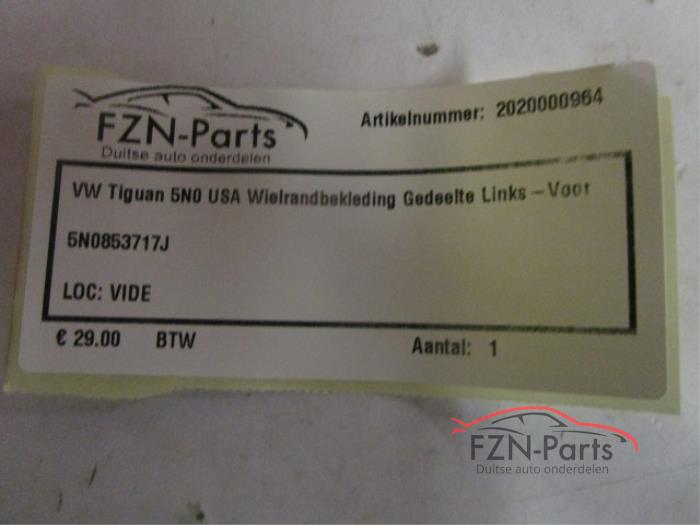 FZN-Parts
Duitse auto onderdelen
Artikelnummer: 2020000964
VW Tiguan 5N0 USA Wielrandbekleding Gedeelte Links-Voor
5N0853717J
LOC: VIDE
€ 29.00 BTW
Aantal: 1
FZN-Parts
Duitse auto onderdelen